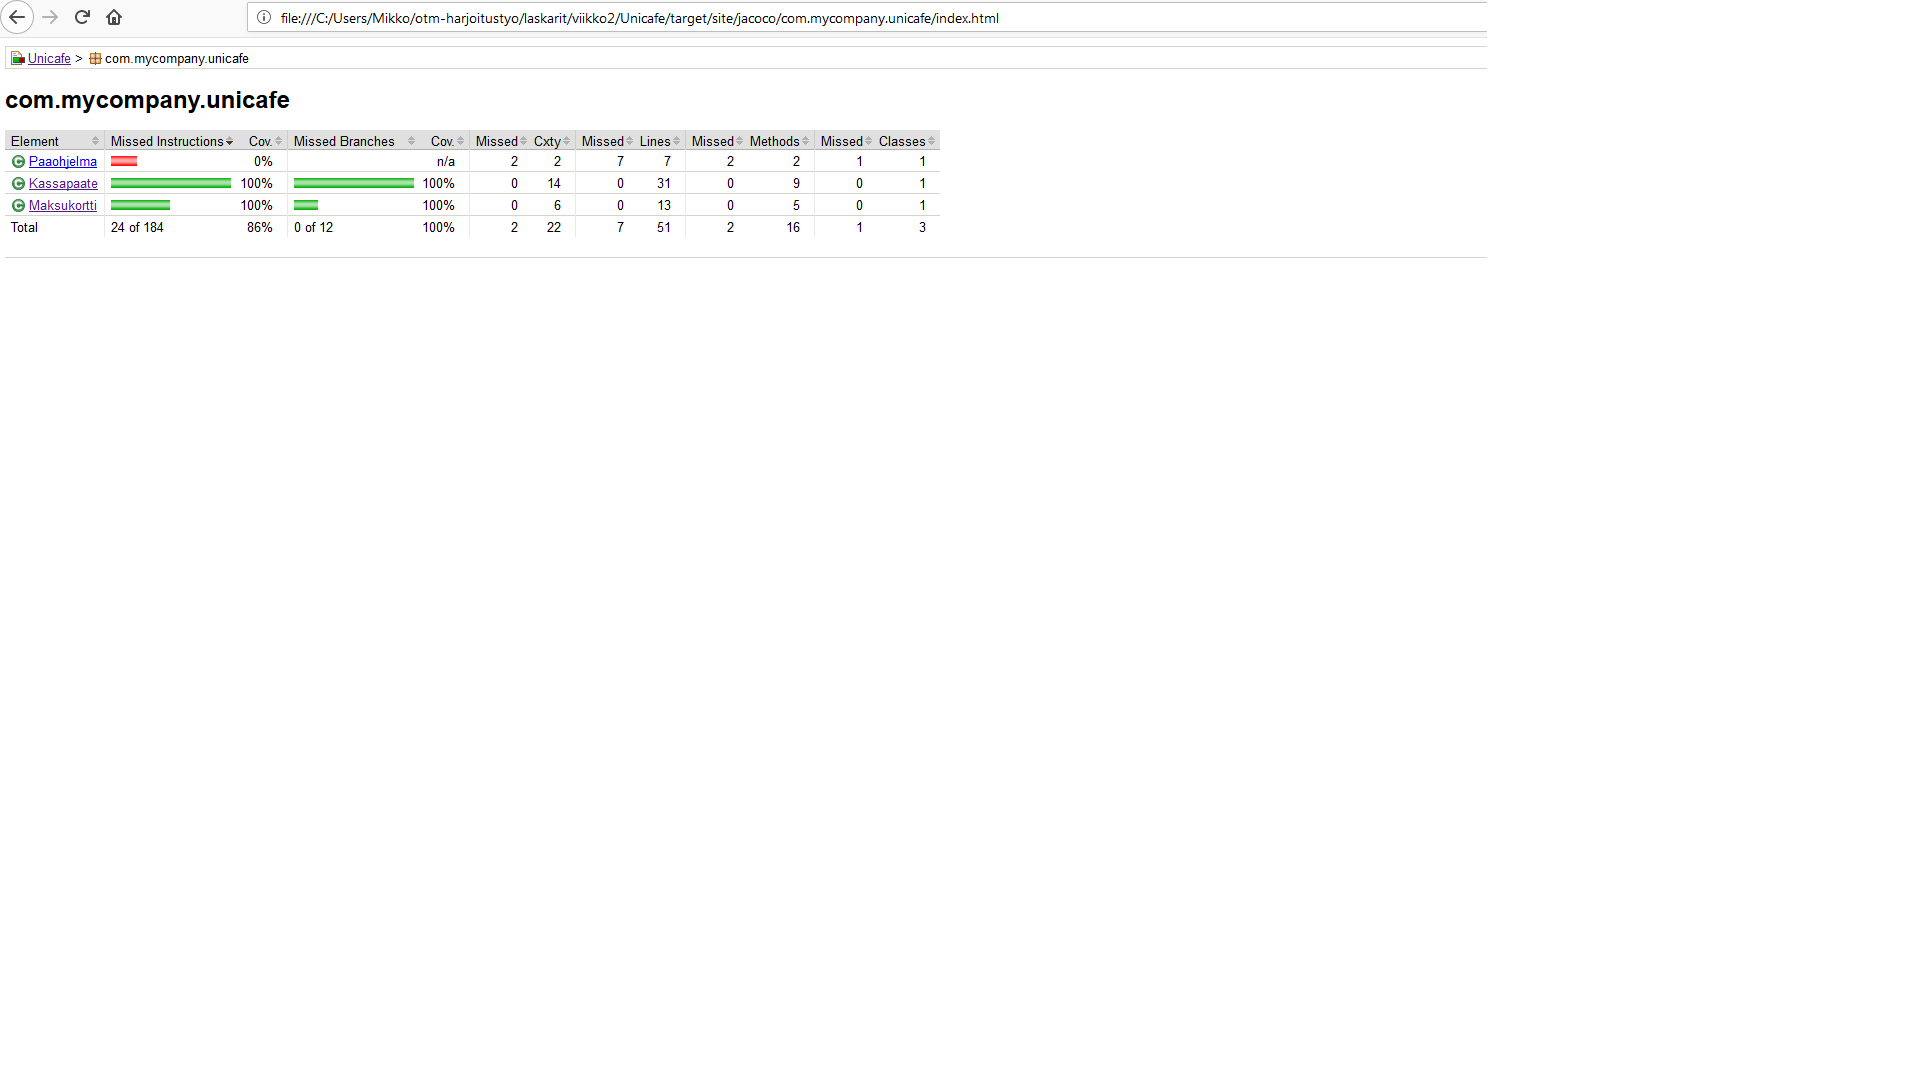 file:///C:/Users/Mikko/otm-harjoitustyo/laskarit/viikko2/Unicafe/target/site/jacoco/com.mycompany.unicafe/index.html
Unicafe > com.mycompany.unicafe
com.mycompany.unicafe
Element Missed Instructions Cov. Missed Branches Cov. Missed Cxty Missed Lines Missed Methods Missed Classes
C Paaohjelma 0% n/a 2 2 7 7 2 2 1 1
C Kassapaate 100% 100% 0 14 0 31 0 9 0 1
C Maksukortti 100% 100% 0 6 0 13 0 5 0 1
Total 24 of 184 86% 0 of 12 100% 2 22 7 51 2 16 1 3